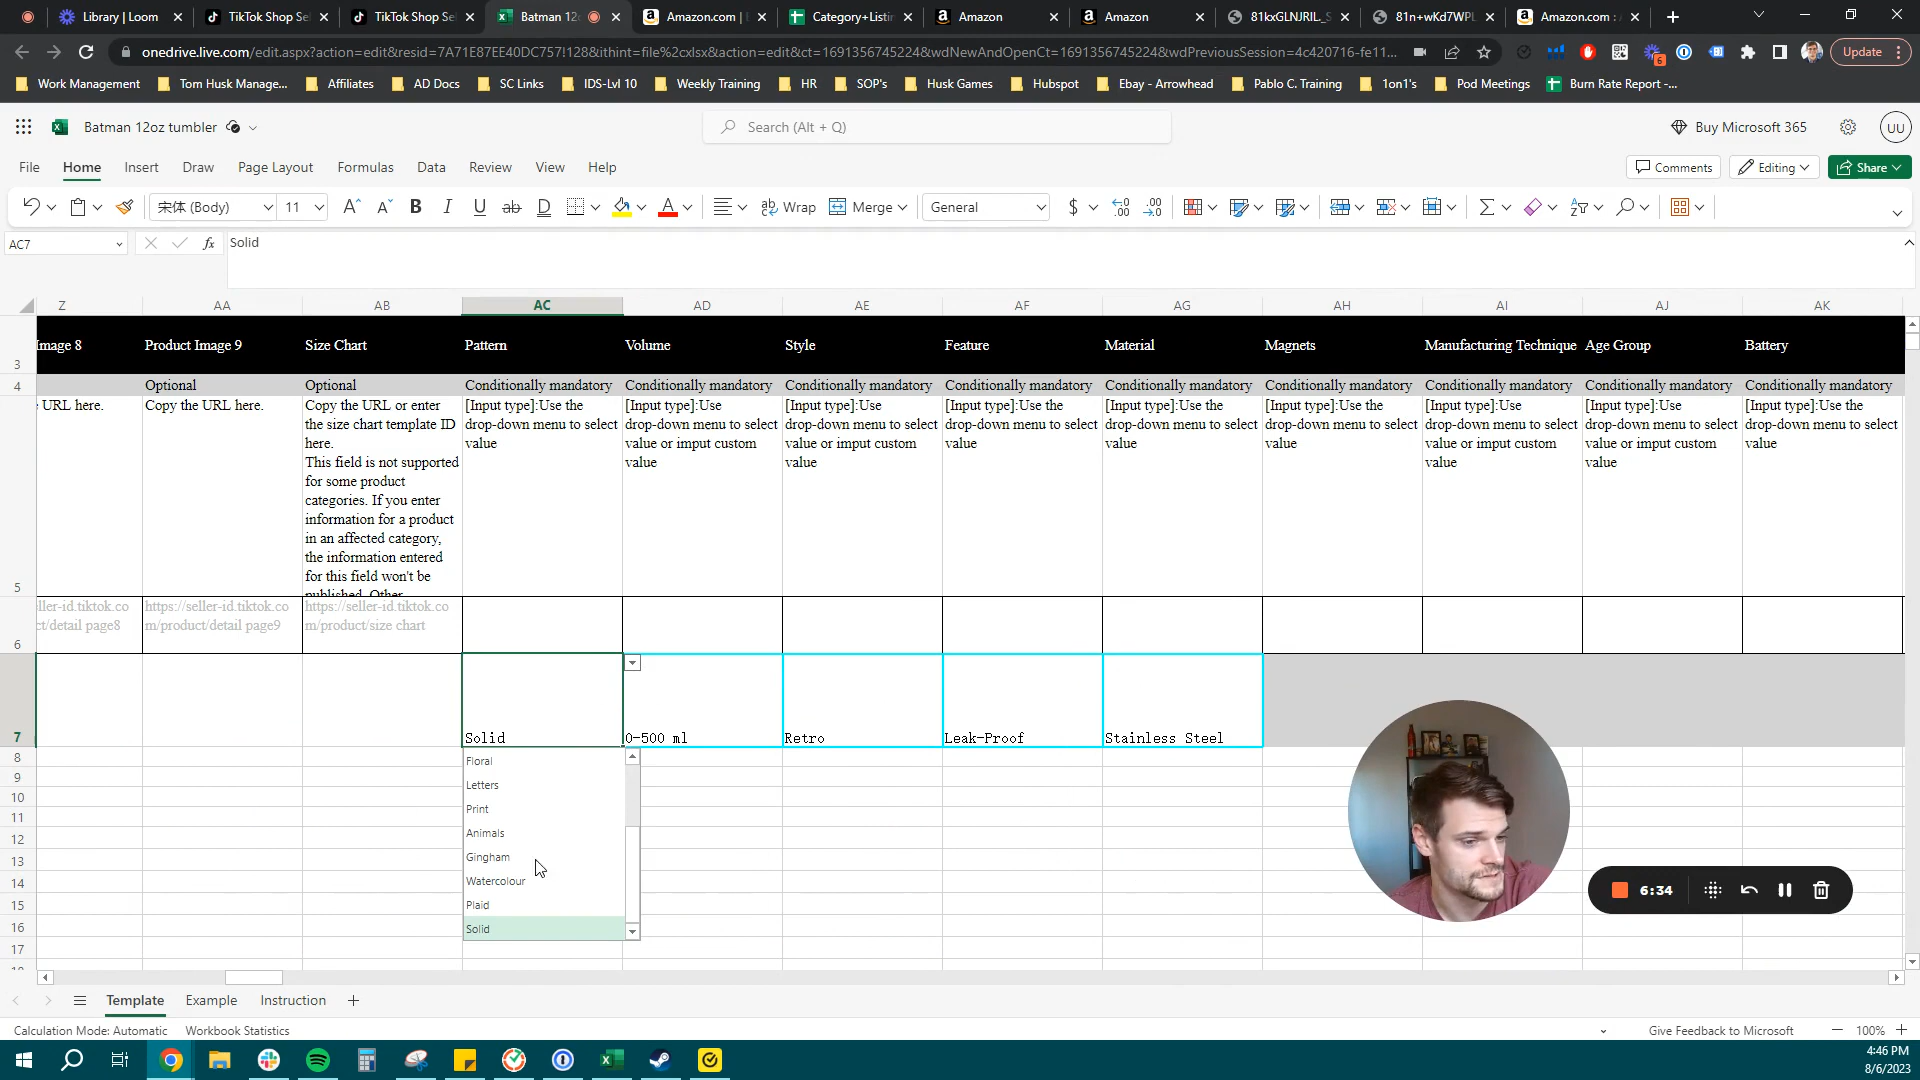 Library | Loom
TikTok Shop Sel
TikTok Shop Sel
Batman 12o
Amazon.com |
Category+Listin
Amazon
Amazon
81kxGLNJRIL_S
81n+wKd7WPL
Amazon.com :
onedrive.live.com/edit.aspx?action=edit&resid=7A71E87EE40DC757!128&ithint=file%2cxlsx&action=edit&ct=1691356745224&wdNewAndOpenCt=1691356745224&wdPreviousSession=4c420716-fe11...
6
Update
Work Management
Tom Husk Manage...
Affiliates
AD Docs
SC Links
IDS-Lvl 10
Weekly Training
HR
SOP's
Husk Games
Hubspot
Ebay - Arrowhead
Pablo C. Training
1on1's
Pod Meetings
Burn Rate Report -...
Batman 12oz tumbler
Search (Alt + Q)
Buy Microsoft 365
UU
File Home Insert Draw Page Layout Formulas Data Review View Help
Comments
Editing
Share
宋体 (Body)
11
Wrap
Merge
General
AC7
fx
Solid
Z AA AB AC AD AE AF AG AH AI AJ AK
3 Image 8 Product Image 9 Size Chart Pattern Volume Style Feature Material Magnets Manufacturing Technique Age Group Battery
4 Optional Optional Conditionally mandatory Conditionally mandatory Conditionally mandatory Conditionally mandatory Conditionally mandatory Conditionally mandatory Conditionally mandatory Conditionally mandatory Conditionally mandatory
URL here.
Copy the URL here.
Copy the URL or enter
the size chart template ID
here.
This field is not supported
for some product
categories. If you enter
information for a product
in an affected category,
the information entered
for this field won't be
published. Other
[Input type]:Use the
drop-down menu to select
value
[Input type]:Use
drop-down menu to select
value or imput custom
value
[Input type]:Use
drop-down menu to select
value or imput custom
value
[Input type]:Use the
drop-down menu to select
value
[Input type]:Use the
drop-down menu to select
value
[Input type]:Use the
drop-down menu to select
value
[Input type]:Use
drop-down menu to select
value or imput custom
value
[Input type]:Use
drop-down menu to select
value or imput custom
value
[Input type]:Use the
drop-down menu to select
value
5
ller-id.tiktok.co
ct/detail page8
https://seller-id.tiktok.co
m/product/detail page9
https://seller-id.tiktok.co
m/product/size chart
6
7 Solid 0-500 ml Retro Leak-Proof Stainless Steel
Floral
Letters
Print
Animals
Gingham
Watercolour
Plaid
Solid
8
9
10
11
12
13
14
15
16
17
18
6:34
Template Example Instruction
Calculation Mode: Automatic Workbook Statistics
Give Feedback to Microsoft
100%
4:46 PM
8/6/2023